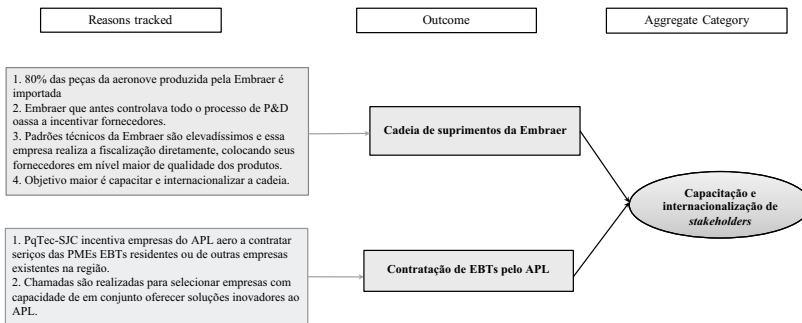 Reasons tracked
Outcome
Aggregate Category
1. 80% das peças da aeronove produzida pela Embraer é
importada
2. Embraer que antes controlava todo o processo de P&D
oassa a incentivar fornecedores.
3. Padrões técnicos da Embraer são elevadíssimos e essa
empresa realiza a fiscalização diretamente, colocando seus
fornecedores em nível maior de qualidade dos produtos.
4. Objetivo maior é capacitar e internacionalizar a cadeia.
Cadeia de suprimentos da Embraer
Capacitação e
internacionalização de
stakeholders
1. PqTec-SJC incentiva empresas do APL aero a contratar
seriços das PMEs EBTs residentes ou de outras empresas
existentes na região.
2. Chamadas são realizadas para selecionar empresas com
capacidade de em conjunto oferecer soluções inovadores ao
APL.
Contratação de EBTs pelo APL